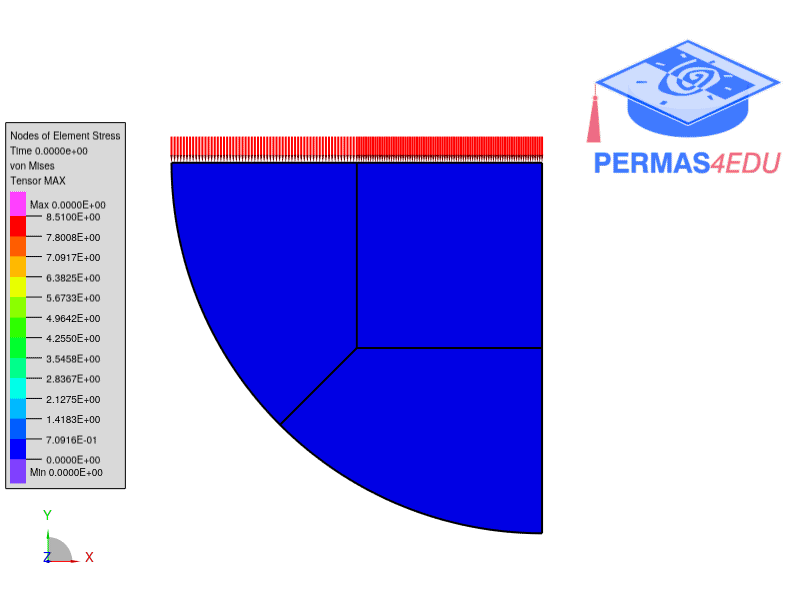 PERMAS4EDU
Nodes of Element Stress
Time 0.0000e+00
von Mises
Tensor MAX
Max 0.0000E+00
8.5100E+00
7.8008E+00
7.0917E+00
6.3825E+00
5.6733E+00
4.9642E+00
4.2550E+00
3.5458E+00
2.8367E+00
2.1275E+00
1.4183E+00
7.0916E-01
0.0000E+00
Min 0.0000E+00
Y
Z
X